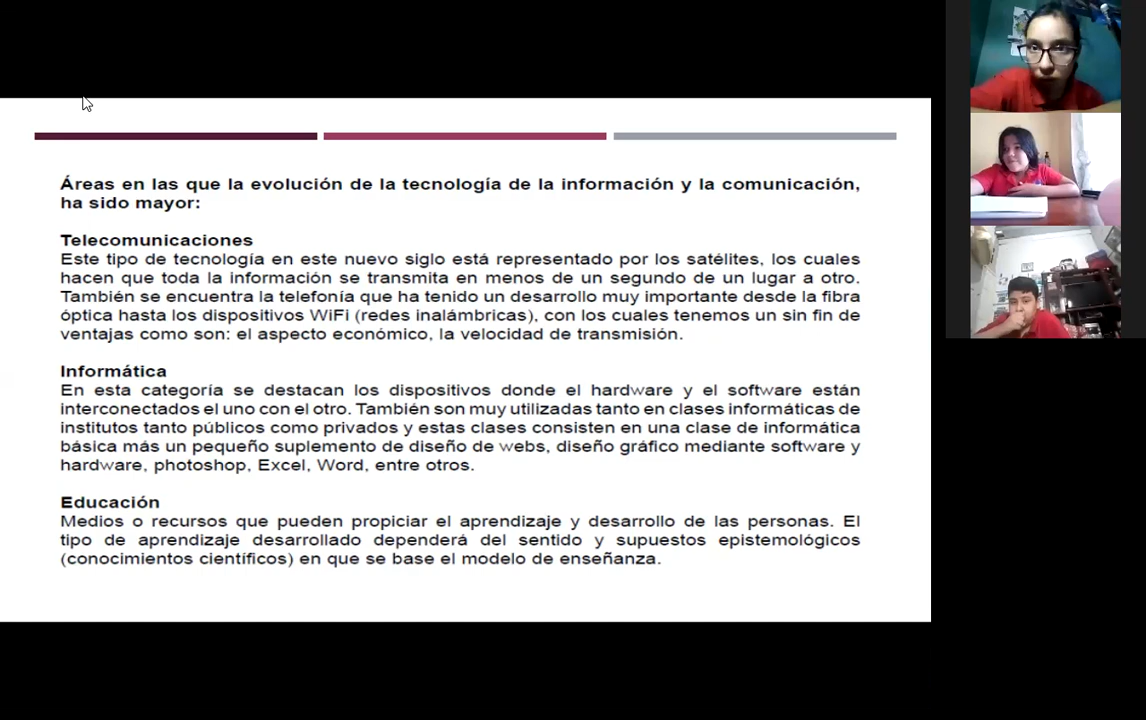 Áreas en las que la evolución de la tecnología de la información y la comunicación,
ha sido mayor:
Telecomunicaciones
Este tipo de tecnología en este nuevo siglo está representado por los satélites, los cuales
hacen que toda la información se transmita en menos de un segundo de un lugar a otro.
También se encuentra la telefonía que ha tenido un desarrollo muy importante desde la fibra
óptica hasta los dispositivos WiFi (redes inalámbricas), con los cuales tenemos un sin fin de
ventajas como son: el aspecto económico, la velocidad de transmisión.
Informática
En esta categoría se destacan los dispositivos donde el hardware y el software están
interconectados el uno con el otro. También son muy utilizadas tanto en clases informáticas de
institutos tanto públicos como privados y estas clases consisten en una clase de informática
básica más un pequeño suplemento de diseño de webs, diseño gráfico mediante software y
hardware, photoshop, Excel, Word, entre otros.
Educación
Medios o recursos que pueden propiciar el aprendizaje y desarrollo de las personas. El
tipo de aprendizaje desarrollado dependerá del sentido y supuestos epistemológicos
(conocimientos científicos) en que se base el modelo de enseñanza.